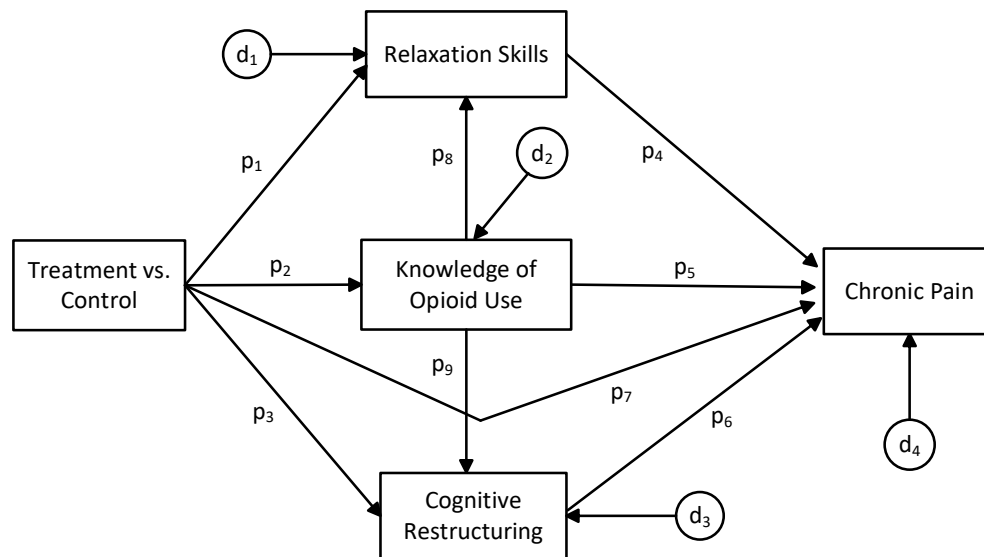 Relaxation Skills
d₁
p₁
p₈
d₂
p₄
Treatment vs.
Control
p₂
Knowledge of
Opioid Use
p₅
Chronic Pain
p₉
p₃
p₇
p₆
d₄
Cognitive
Restructuring
d₃